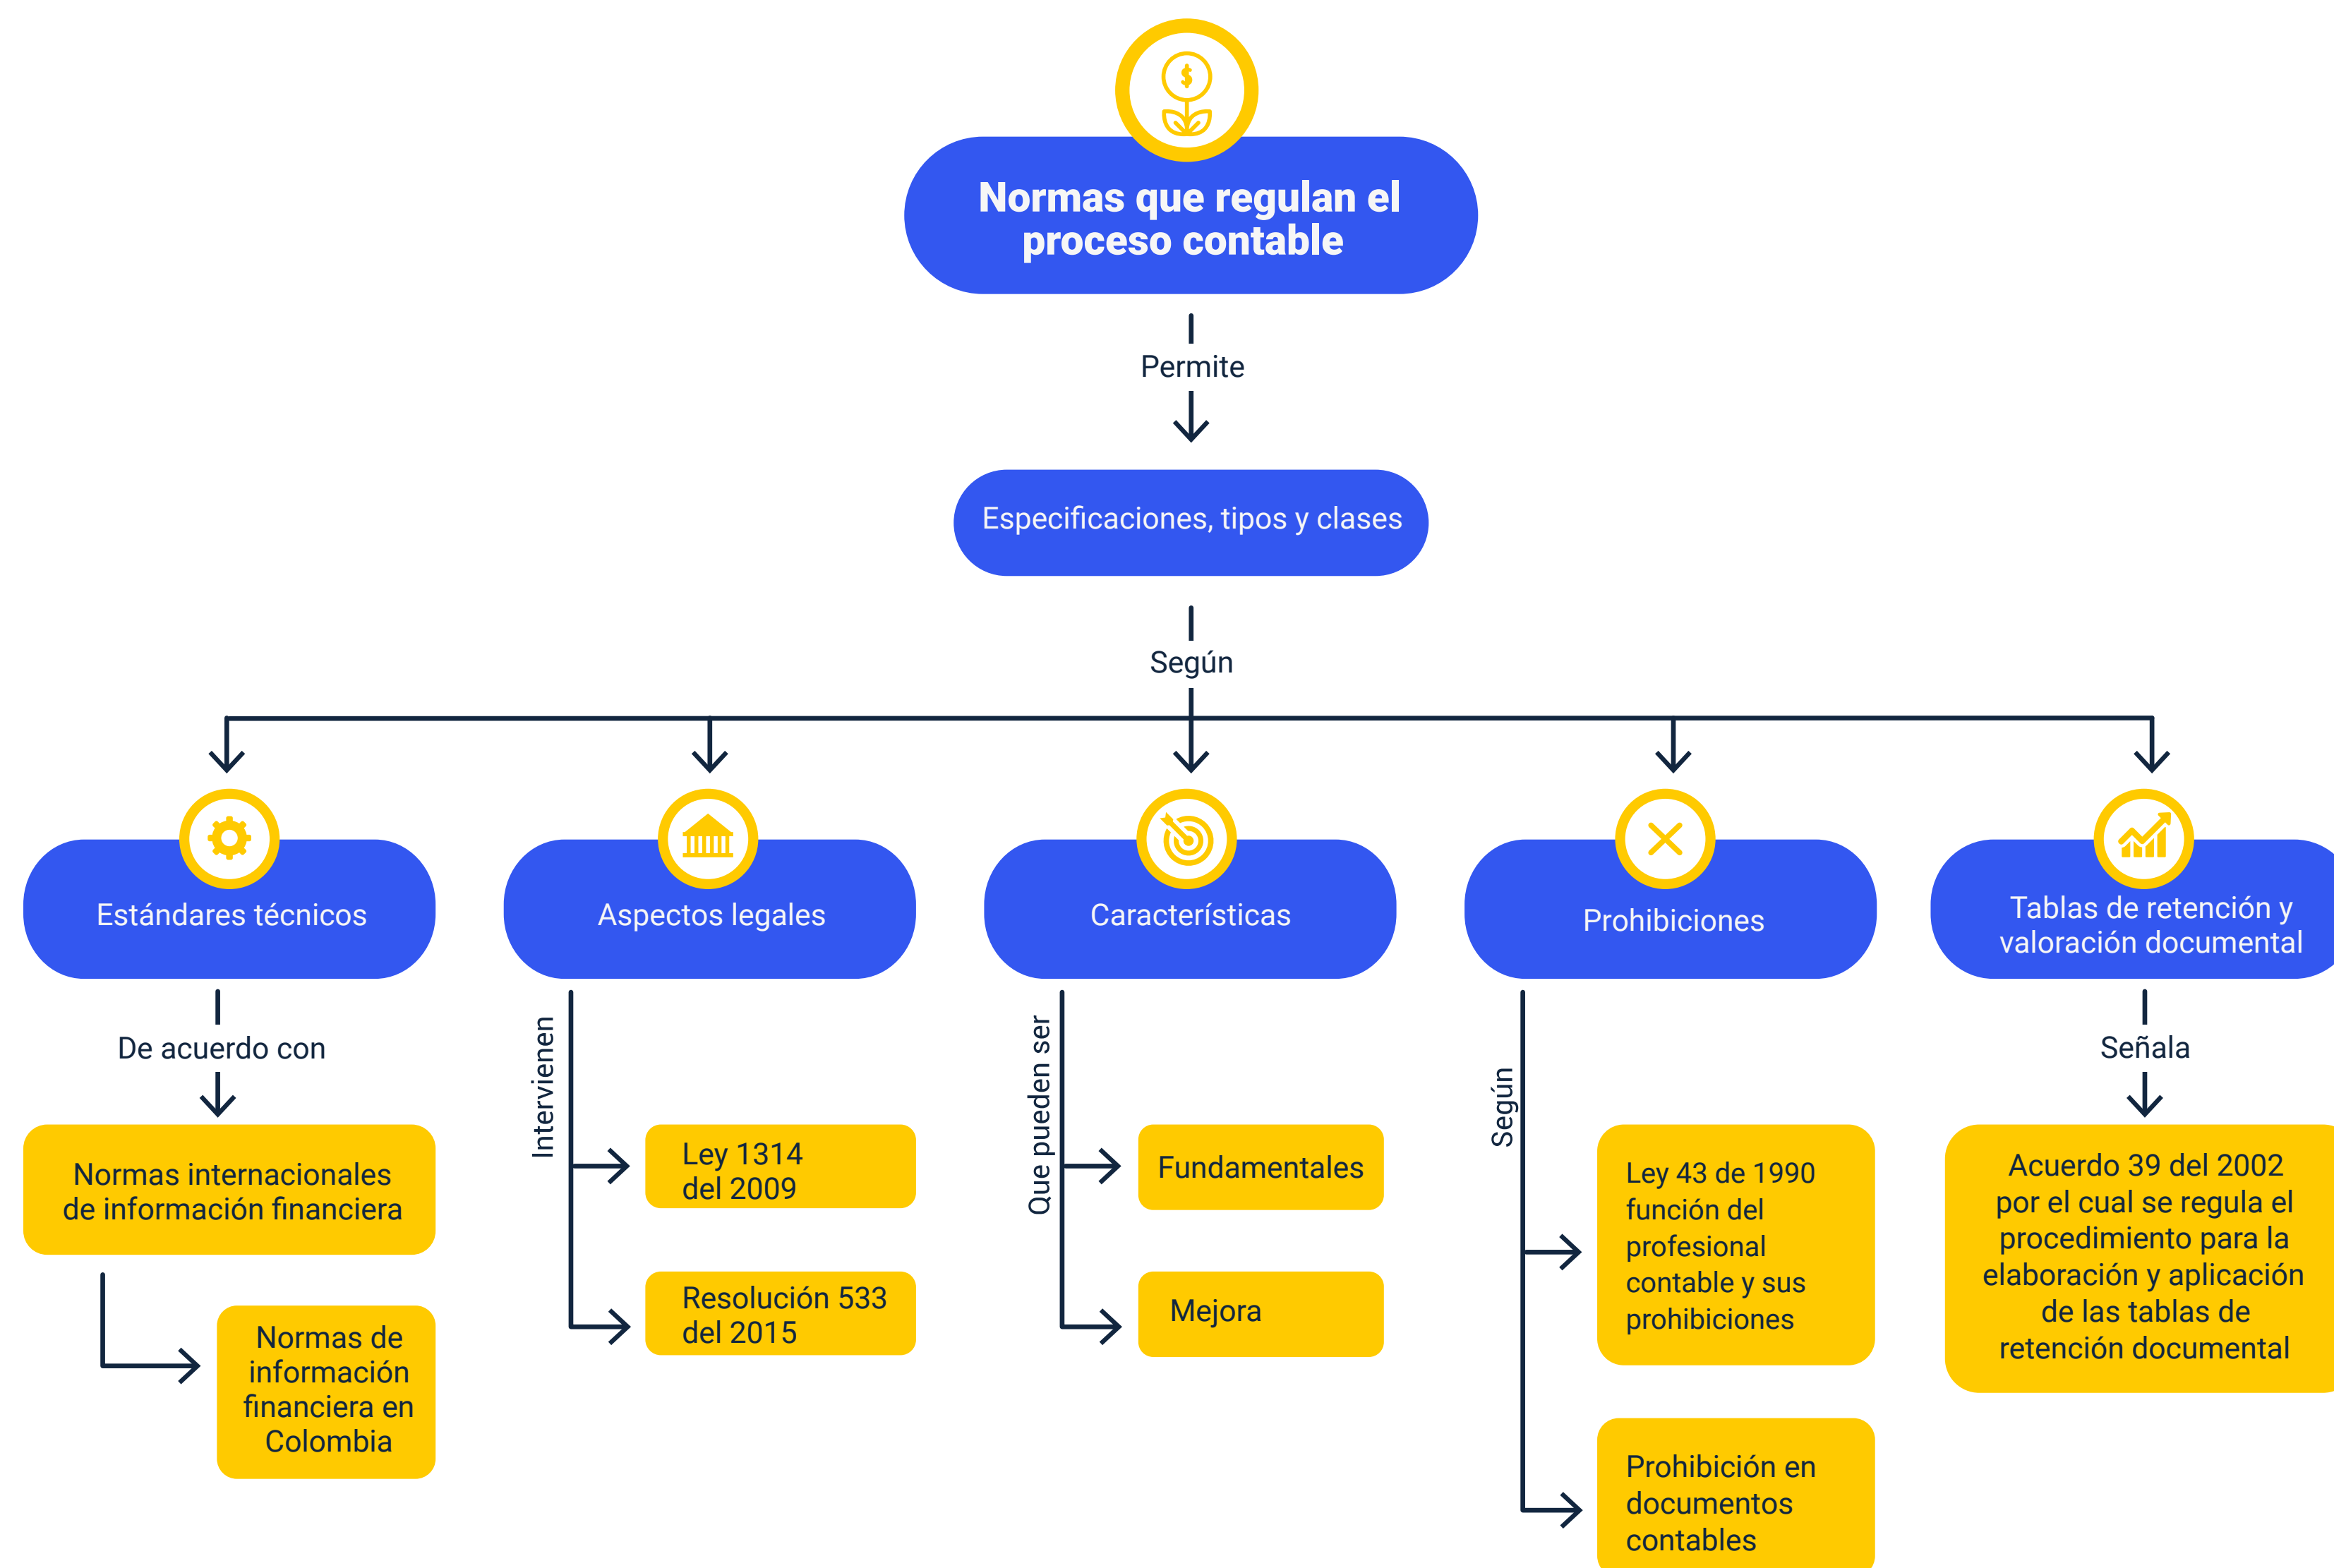 Normas que regulan el
proceso contable
Permite
Especificaciones, tipos y clases
Según
Estándares técnicos
De acuerdo con
Normas internacionales
de información financiera
Normas de
información
financiera en
Colombia
Aspectos legales
Intervienen
Ley 1314
del 2009
Resolución 533
del 2015
Características
Que pueden ser
Fundamentales
Mejora
Prohibiciones
Según
Ley 43 de 1990
función del
profesional
contable y sus
prohibiciones
Prohibición en
documentos
contables
Tablas de retención y
valoración documental
Señala
Acuerdo 39 del 2002
por el cual se regula el
procedimiento para la
elaboración y aplicación
de las tablas de
retención documental